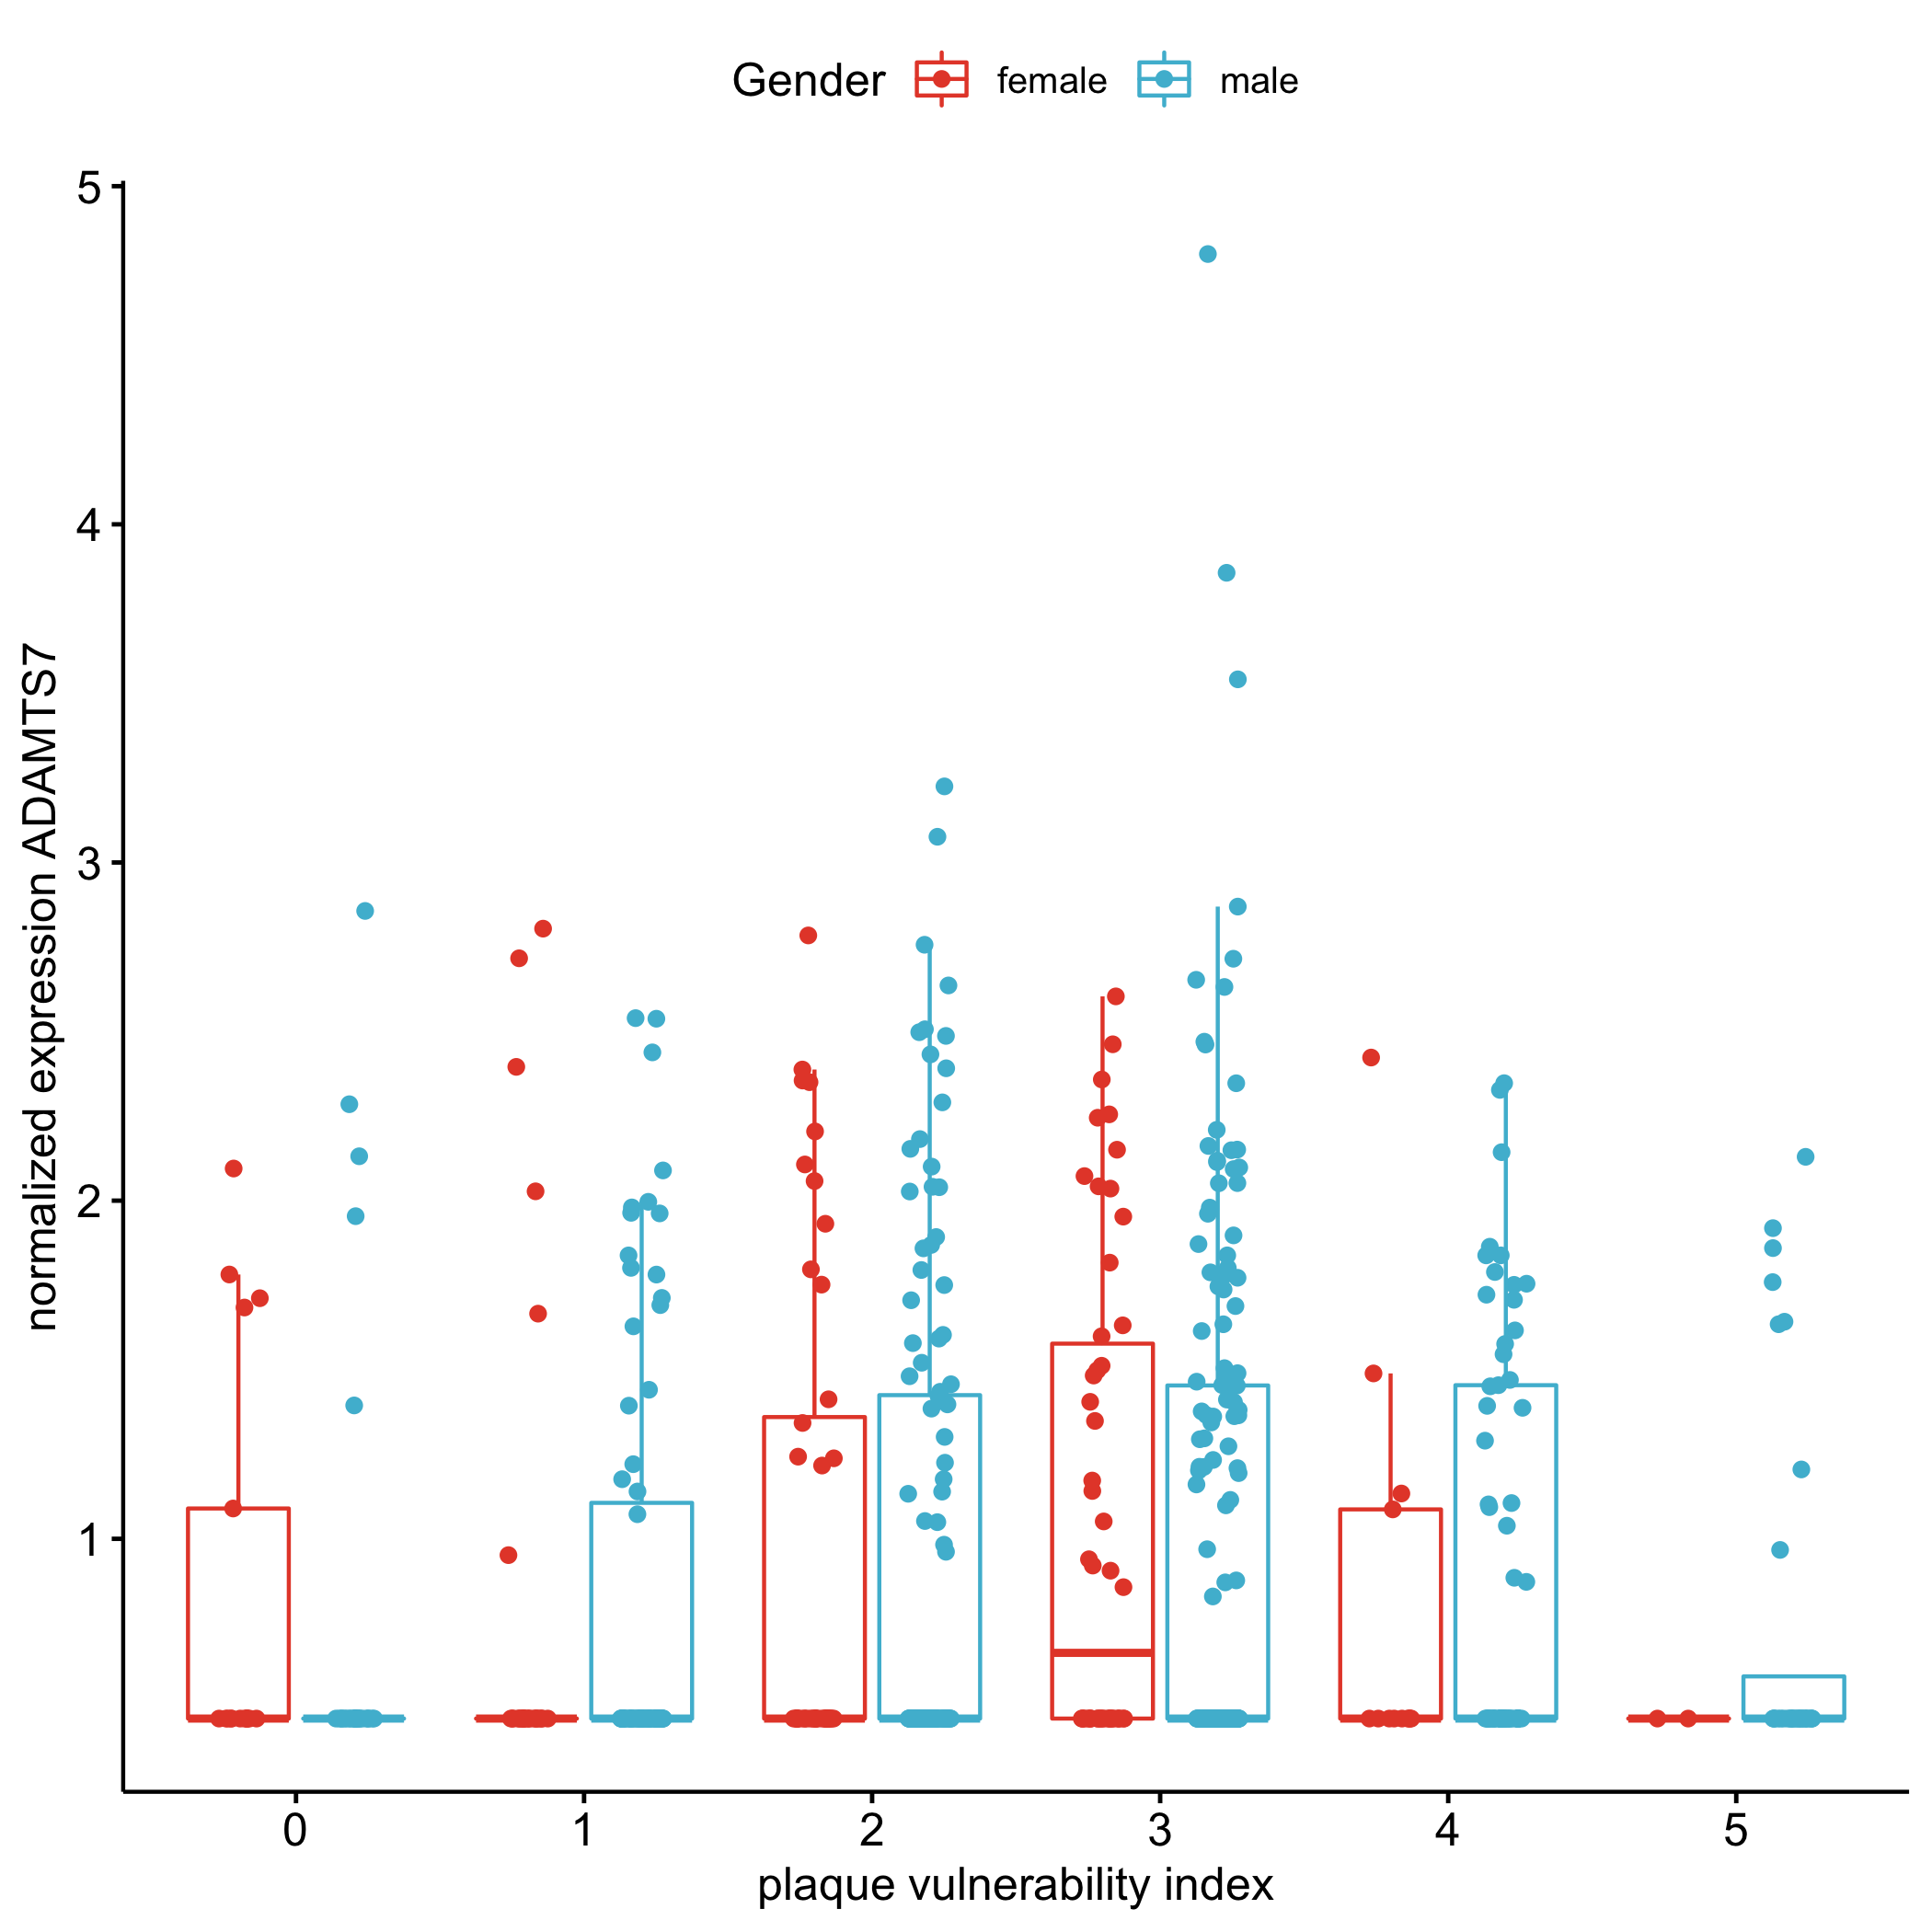 Gender female male
5
4
3
2
1
normalized expression ADAMTS7
0 1 2 3 4 5
plaque vulnerability index